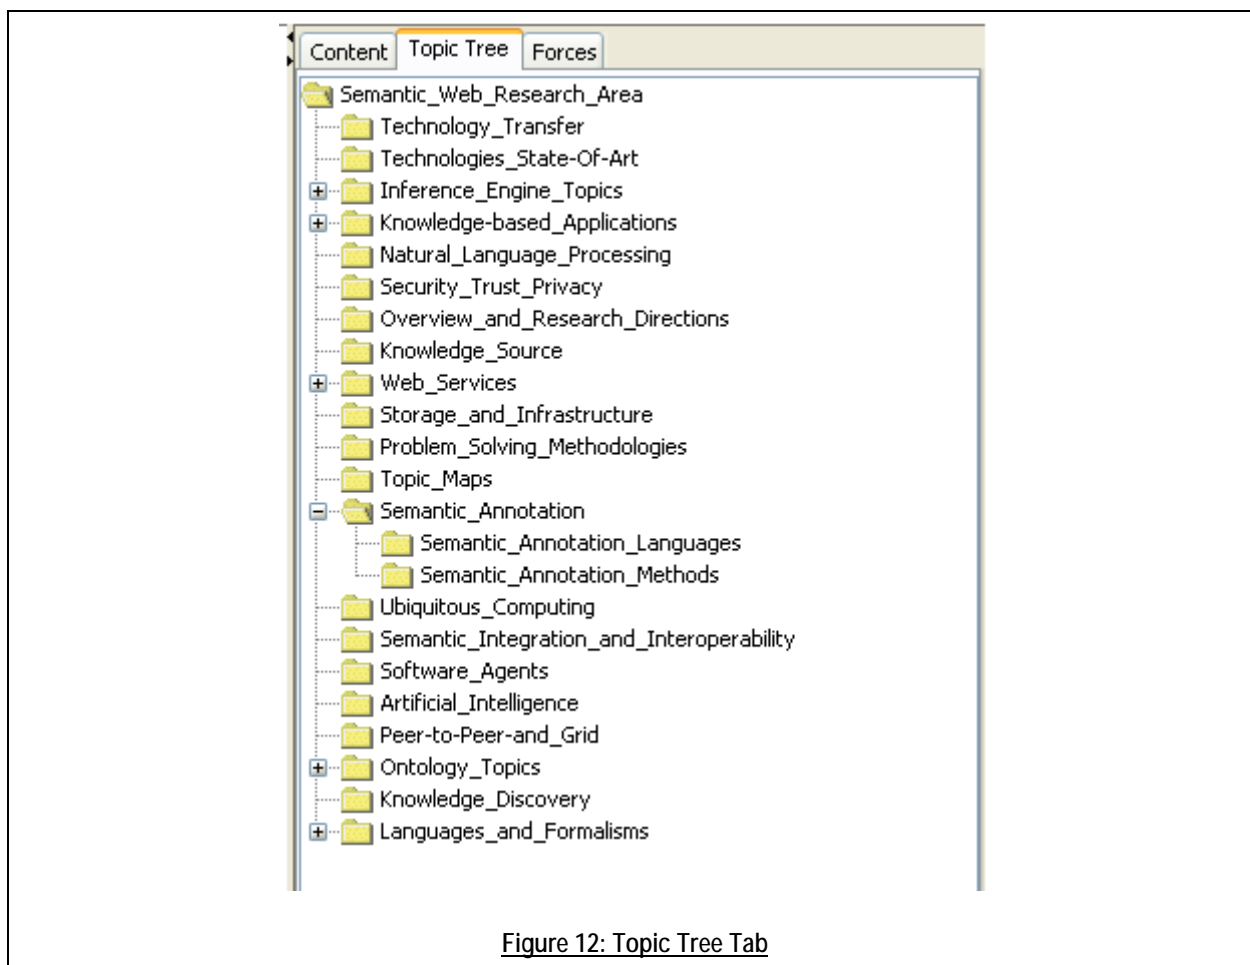 Content Topic Tree Forces
Semantic_Web_Research_Area
Technology_Transfer
Technologies_State-Of-Art
Inference_Engine_Topics
Knowledge-based_Applications
Natural_Language_Processing
Security_Trust_Privacy
Overview_and_Research_Directions
Knowledge_Source
Web_Services
Storage_and_Infrastructure
Problem_Solving_Methodologies
Topic_Maps
Semantic_Annotation
Semantic_Annotation_Languages
Semantic_Annotation_Methods
Ubiquitous_Computing
Semantic_Integration_and_Interoperability
Software_Agents
Artificial_Intelligence
Peer-to-Peer-and_Grid
Ontology_Topics
Knowledge_Discovery
Languages_and_Formalisms
Figure 12: Topic Tree Tab